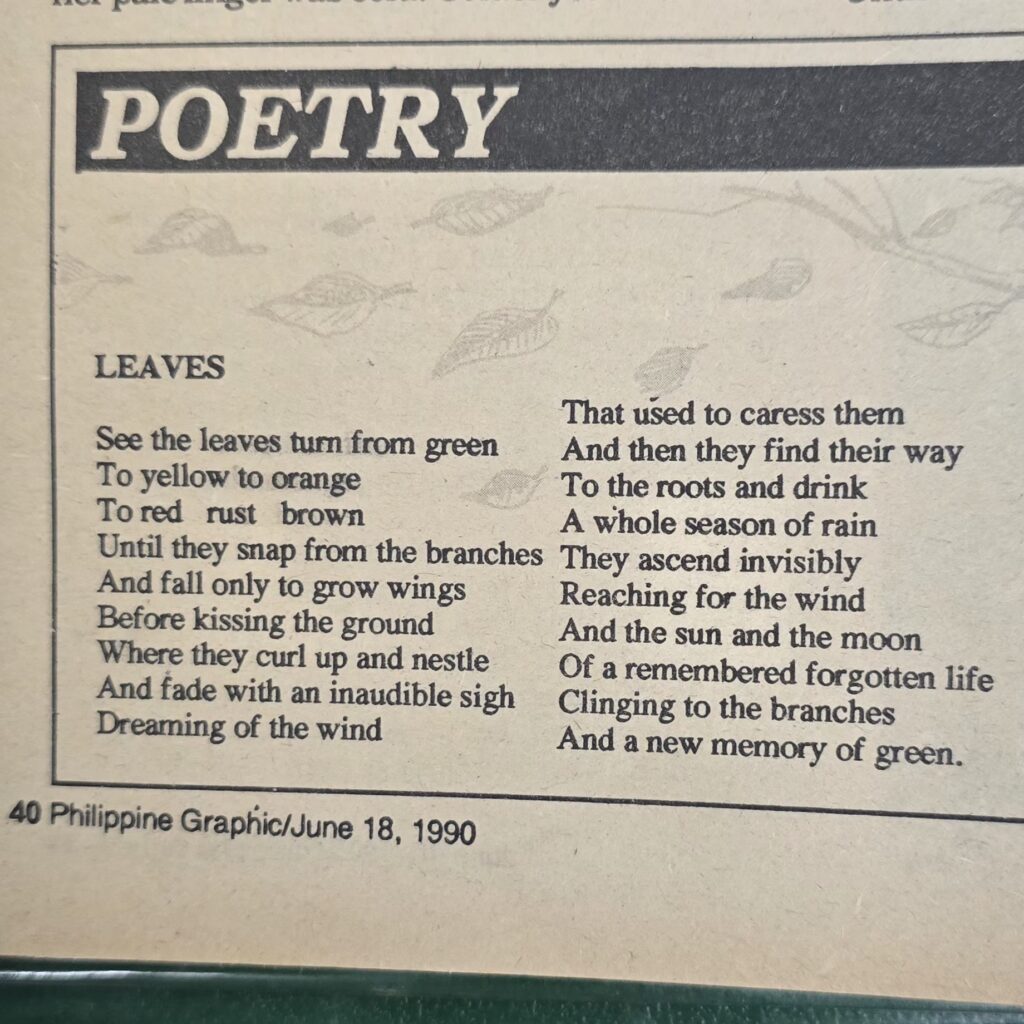 POETRY
LEAVES
See the leaves turn from green
To yellow to orange
To red rust brown
Until they snap from the branches
And fall only to grow wings
Before kissing the ground
Where they curl up and nestle
And fade with an inaudible sigh
Dreaming of the wind
That used to caress them
And then they find their way
To the roots and drink
A whole season of rain
They ascend invisibly
Reaching for the wind
And the sun and the moon
Of a remembered forgotten life
Clinging to the branches
And a new memory of green.
40 Philippine Graphic/June 18, 1990